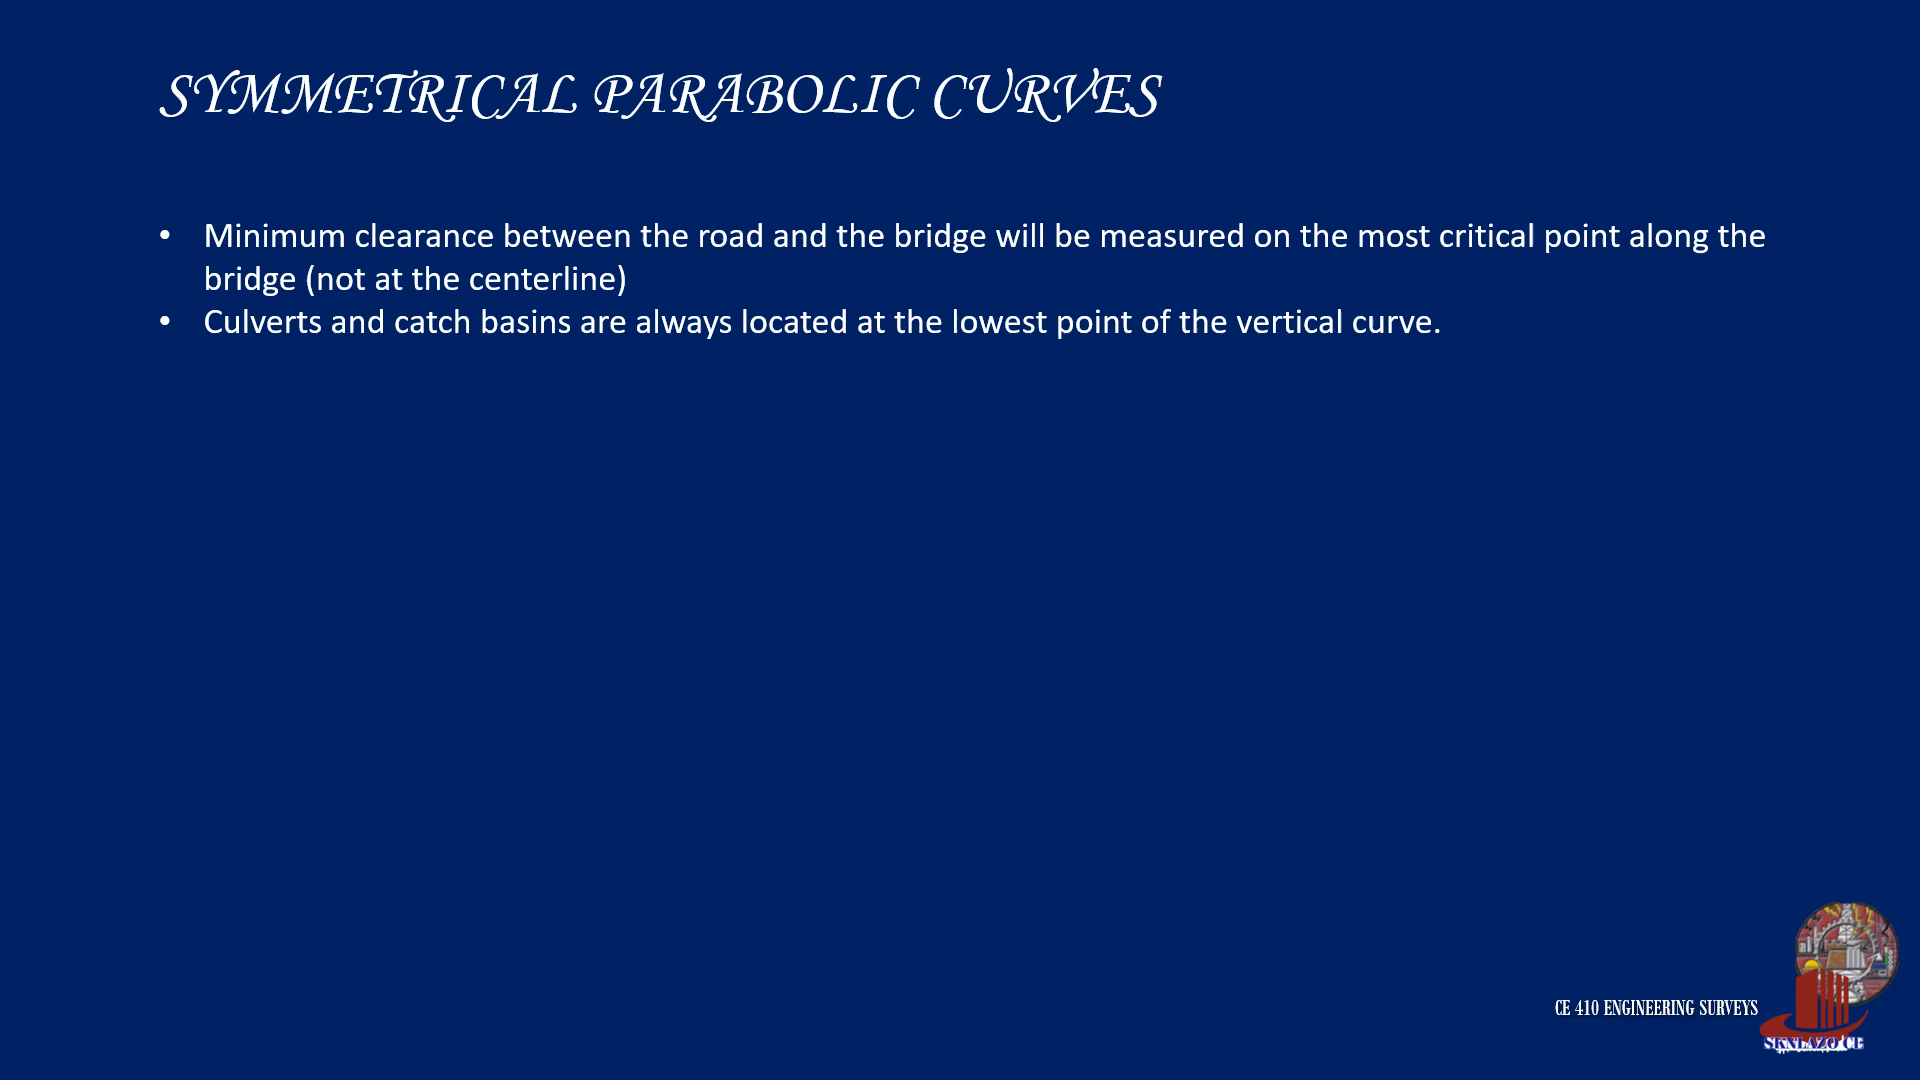 SYMMETRICAL PARABOLIC CURVES
• Minimum clearance between the road and the bridge will be measured on the most critical point along the
bridge (not at the centerline)
• Culverts and catch basins are always located at the lowest point of the vertical curve.
CE 410 ENGINEERING SURVEYS
SKNLAZO CE